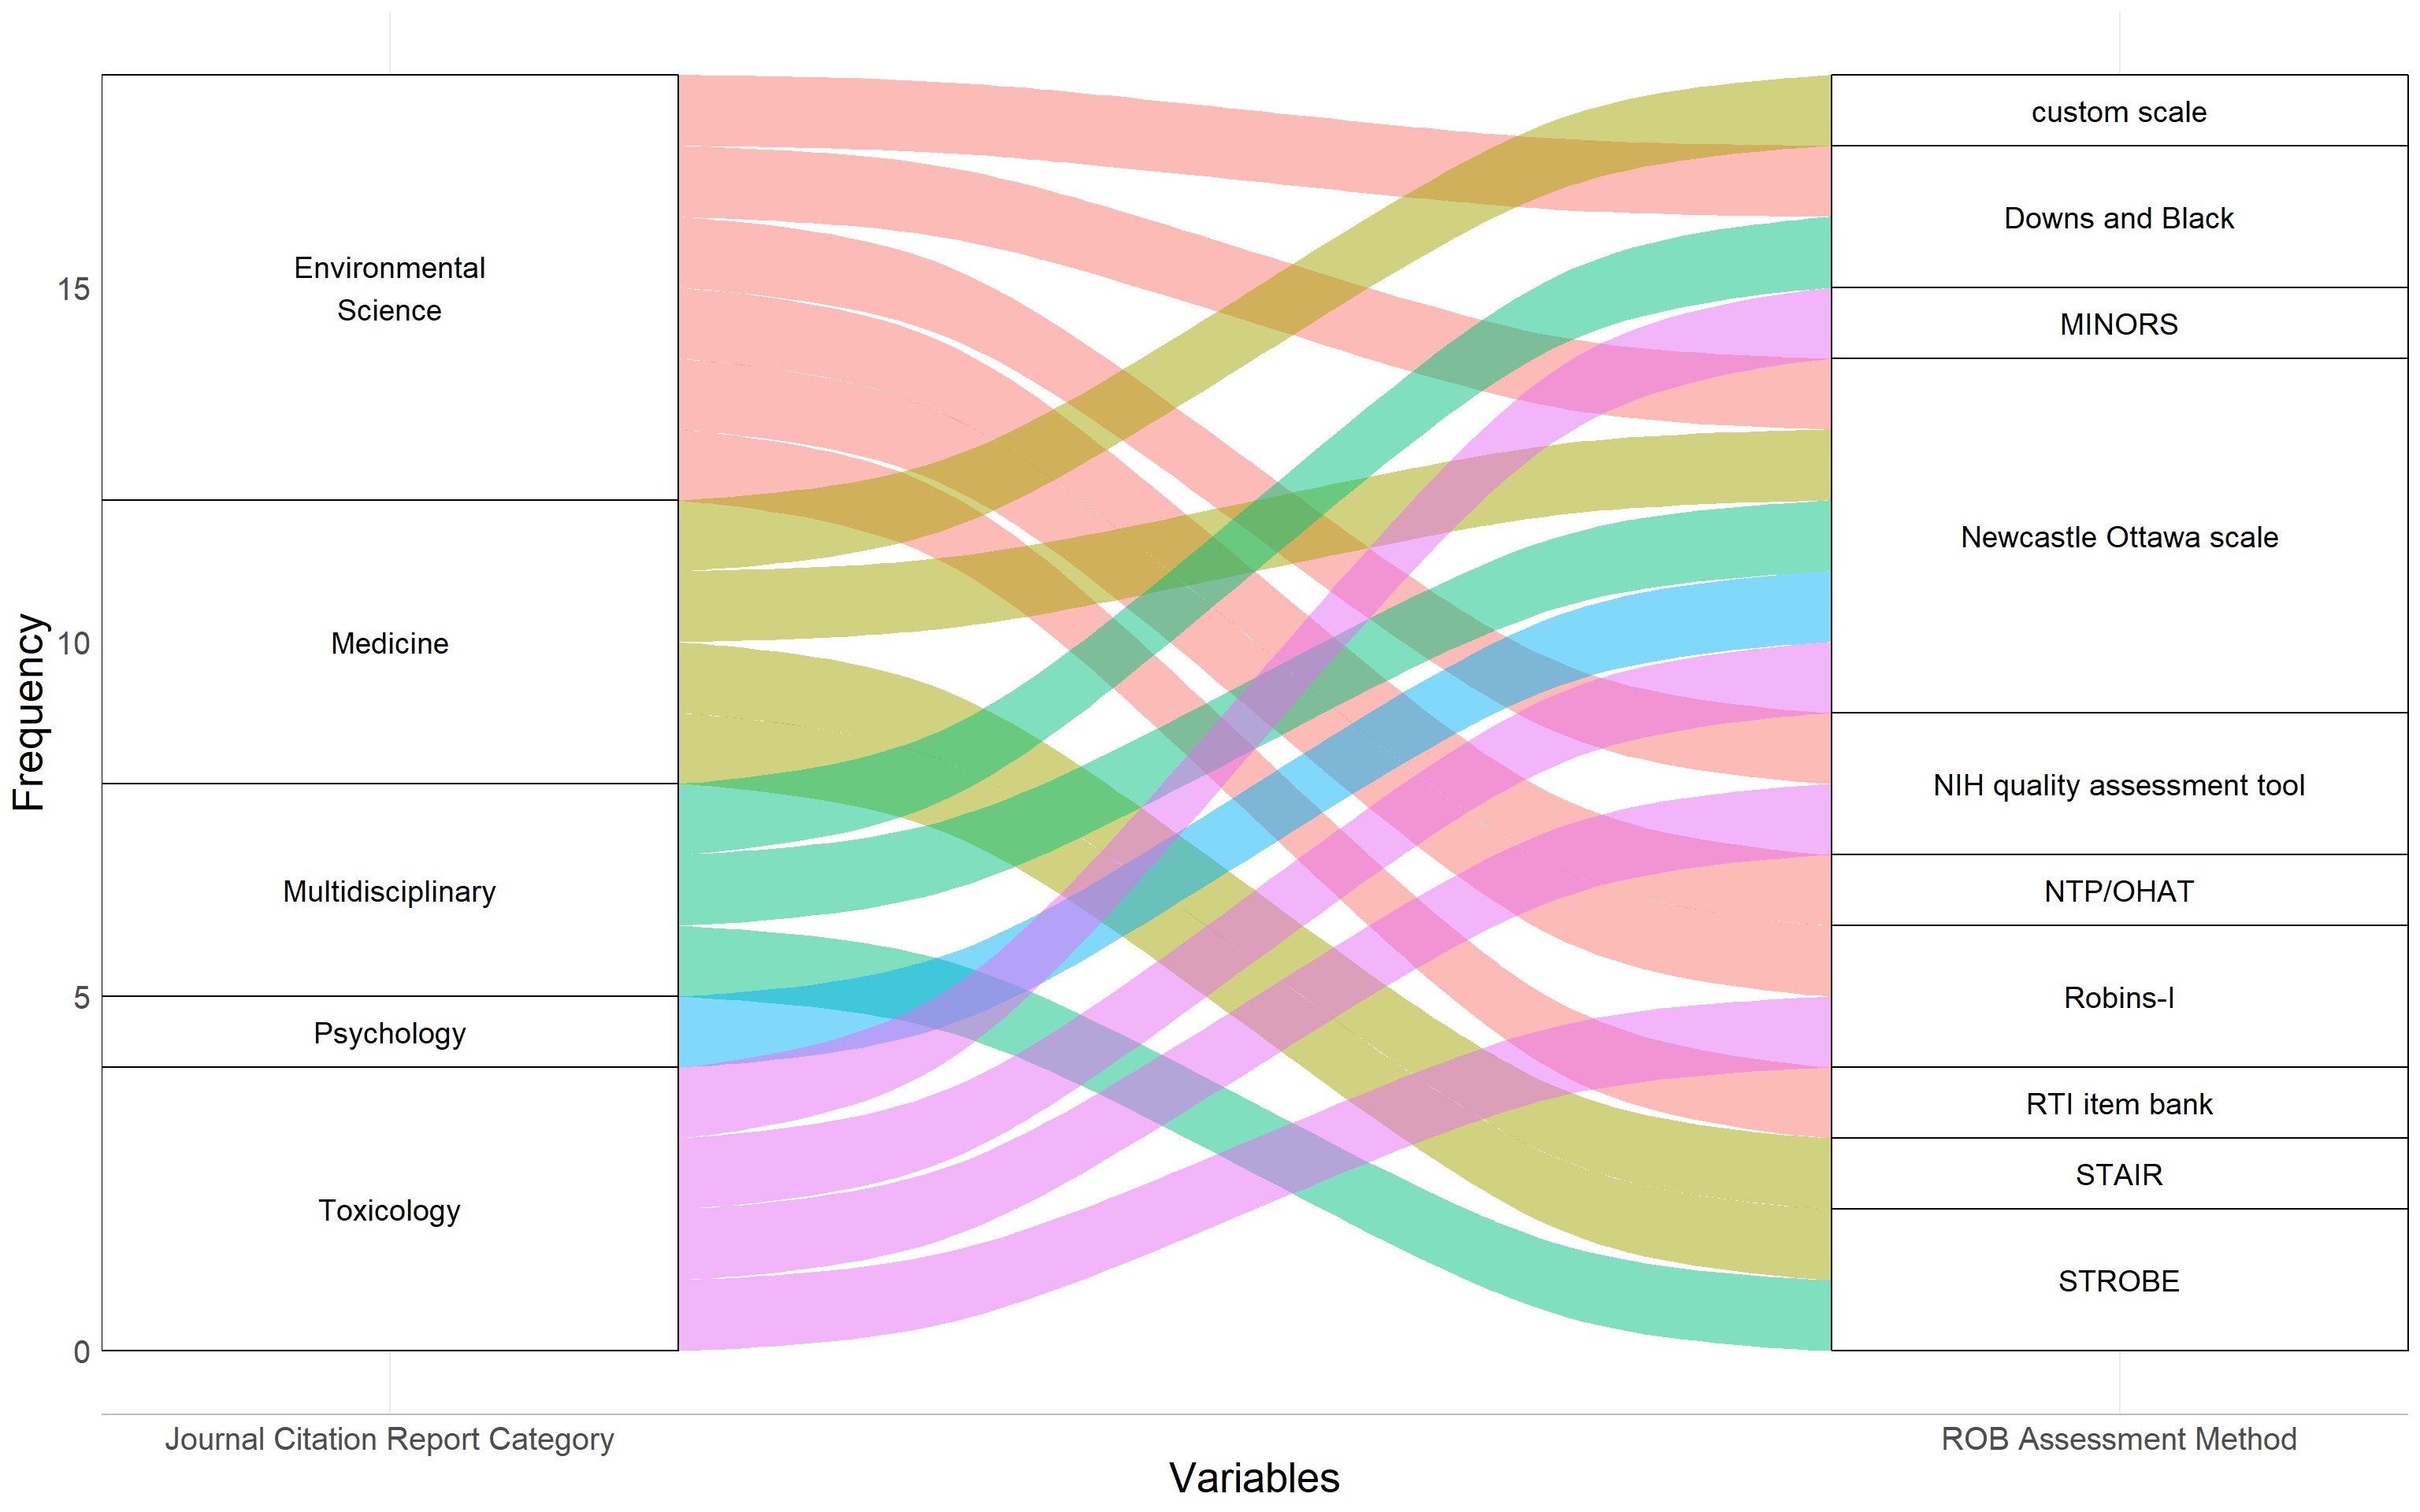 Frequency
15
10
5
0
Environmental
Science
Medicine
Multidisciplinary
Psychology
Toxicology
custom scale
Downs and Black
MINORS
Newcastle Ottawa scale
NIH quality assessment tool
NTP/OHAT
Robins-I
RTI item bank
STAIR
STROBE
Journal Citation Report Category
ROB Assessment Method
Variables